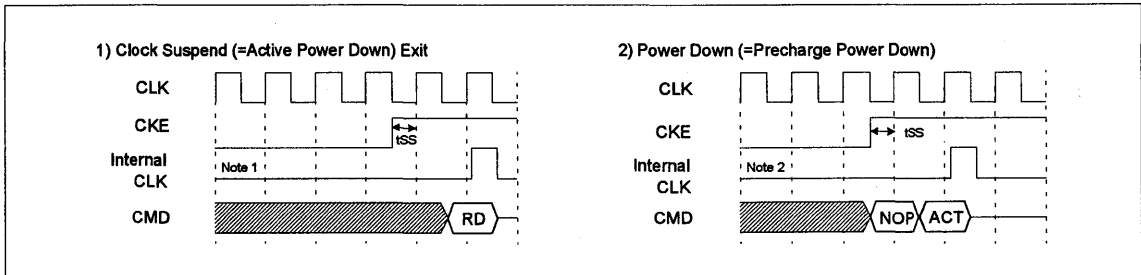 1) Clock Suspend (=Active Power Down) Exit
CLK
CKE
tSS
Internal
CLK
Note 1
CMD
RD
2) Power Down (=Precharge Power Down)
CLK
CKE
tSS
Internal
CLK
Note 2
CMD
NOP
ACT